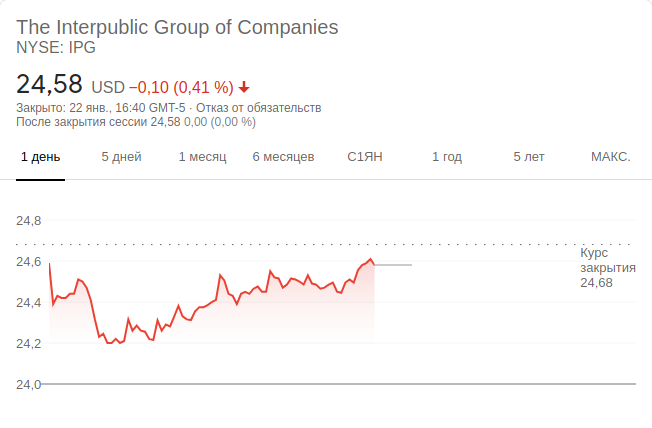 The Interpublic Group of Companies
NYSE: IPG
24,58 USD −0,10 (0,41 %)
Закрыто: 22 янв., 16:40 GMT-5 · Отказ от обязательств
После закрытия сессии 24,58 0,00 (0,00 %)
1 день 5 дней 1 месяц 6 месяцев С1ЯН 1 год 5 лет МАКС.
24,8
24,6
24,4
24,2
24,0
Курс
закрытия
24,68